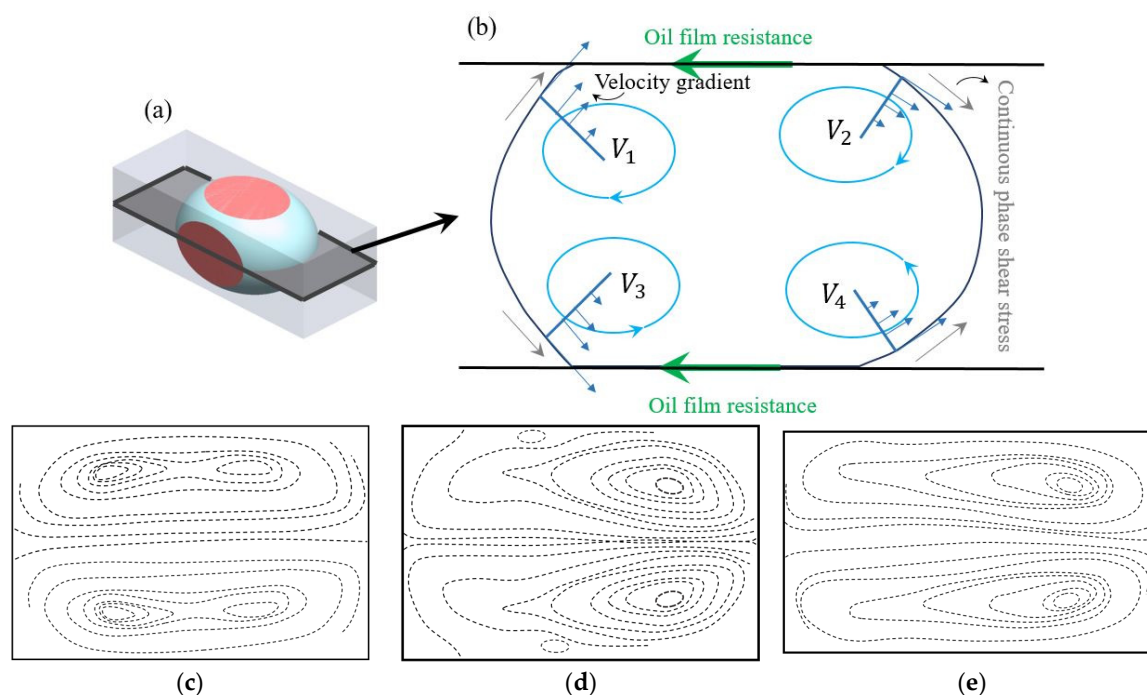 (a)
(b)
Oil film resistance
Velocity gradient
V1
V2
V3
V4
Continuous phase shear stress
Oil film resistance
(c)
(d)
(e)